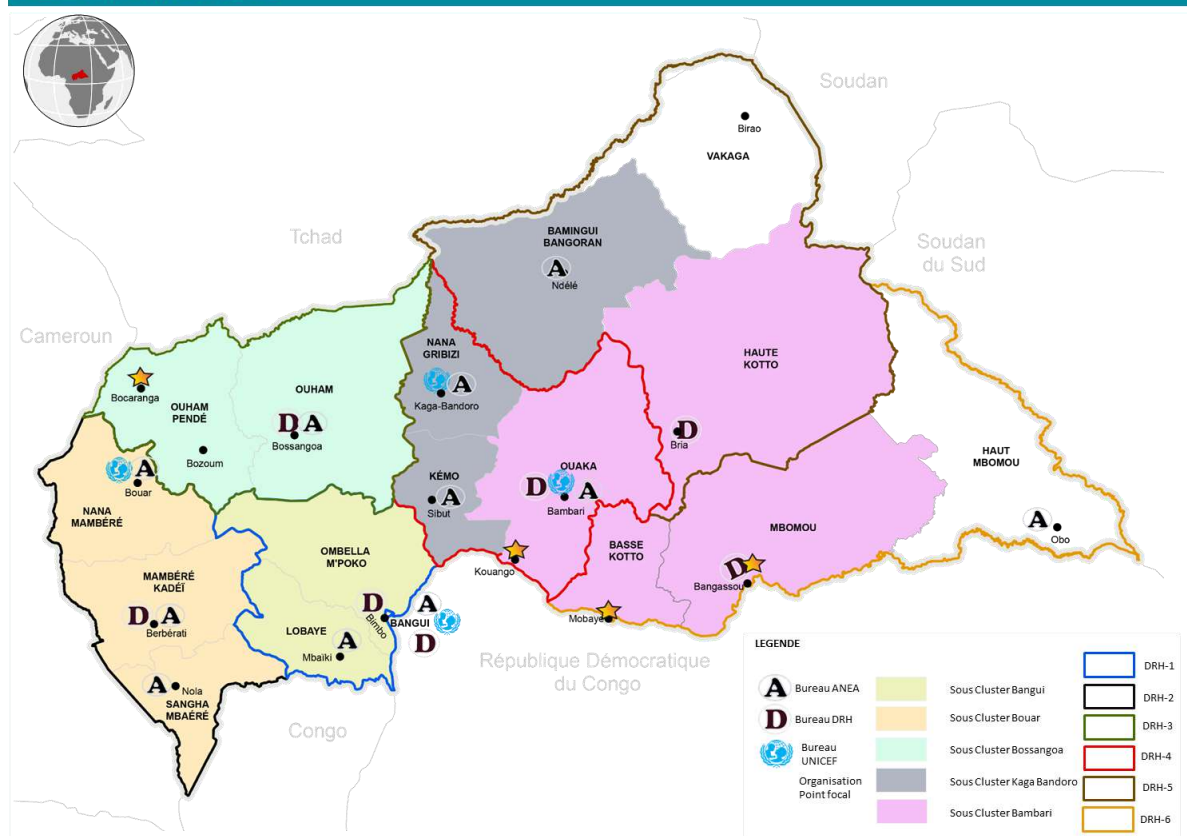 Soudan
Birao
VAKAGA
Tchad
BAMINGUI
BANGORAN
A
Ndélé
Soudan
du Sud
Cameroun
NANA
GRIBIZI
A
Kaga-Bandoro
HAUTE
KOTTO
Bocaranga
OUHAM
PENDÉ
OUHAM
D A
Bossangoa
Bozoum
D
Bria
HAUT
MBOMOU
A
Obo
A
Bouar
NANA
MAMBÉRÉ
KÉMO
A
Sibut
OUAKA
D
A
Bambari
MBOMOU
BASSE
KOTTO
OMBELLA
M'POKO
Kouango
D
Bangassou
MAMBÉRÉ
KADÉÏ
D A
Berbérati
D
Bimbo
BANGUI
A
D
Mobaye
LOBAYE
A
Mbaïki
A
Nola
SANGHA
MBAÉRÉ
République Démocratique
du Congo
Congo
LEGENDE
A Bureau ANEA
D Bureau DRH
Bureau
UNICEF
Organisation
Point focal
Sous Cluster Bangui
Sous Cluster Bouar
Sous Cluster Bossangoa
Sous Cluster Kaga Bandoro
Sous Cluster Bambari
DRH-1
DRH-2
DRH-3
DRH-4
DRH-5
DRH-6